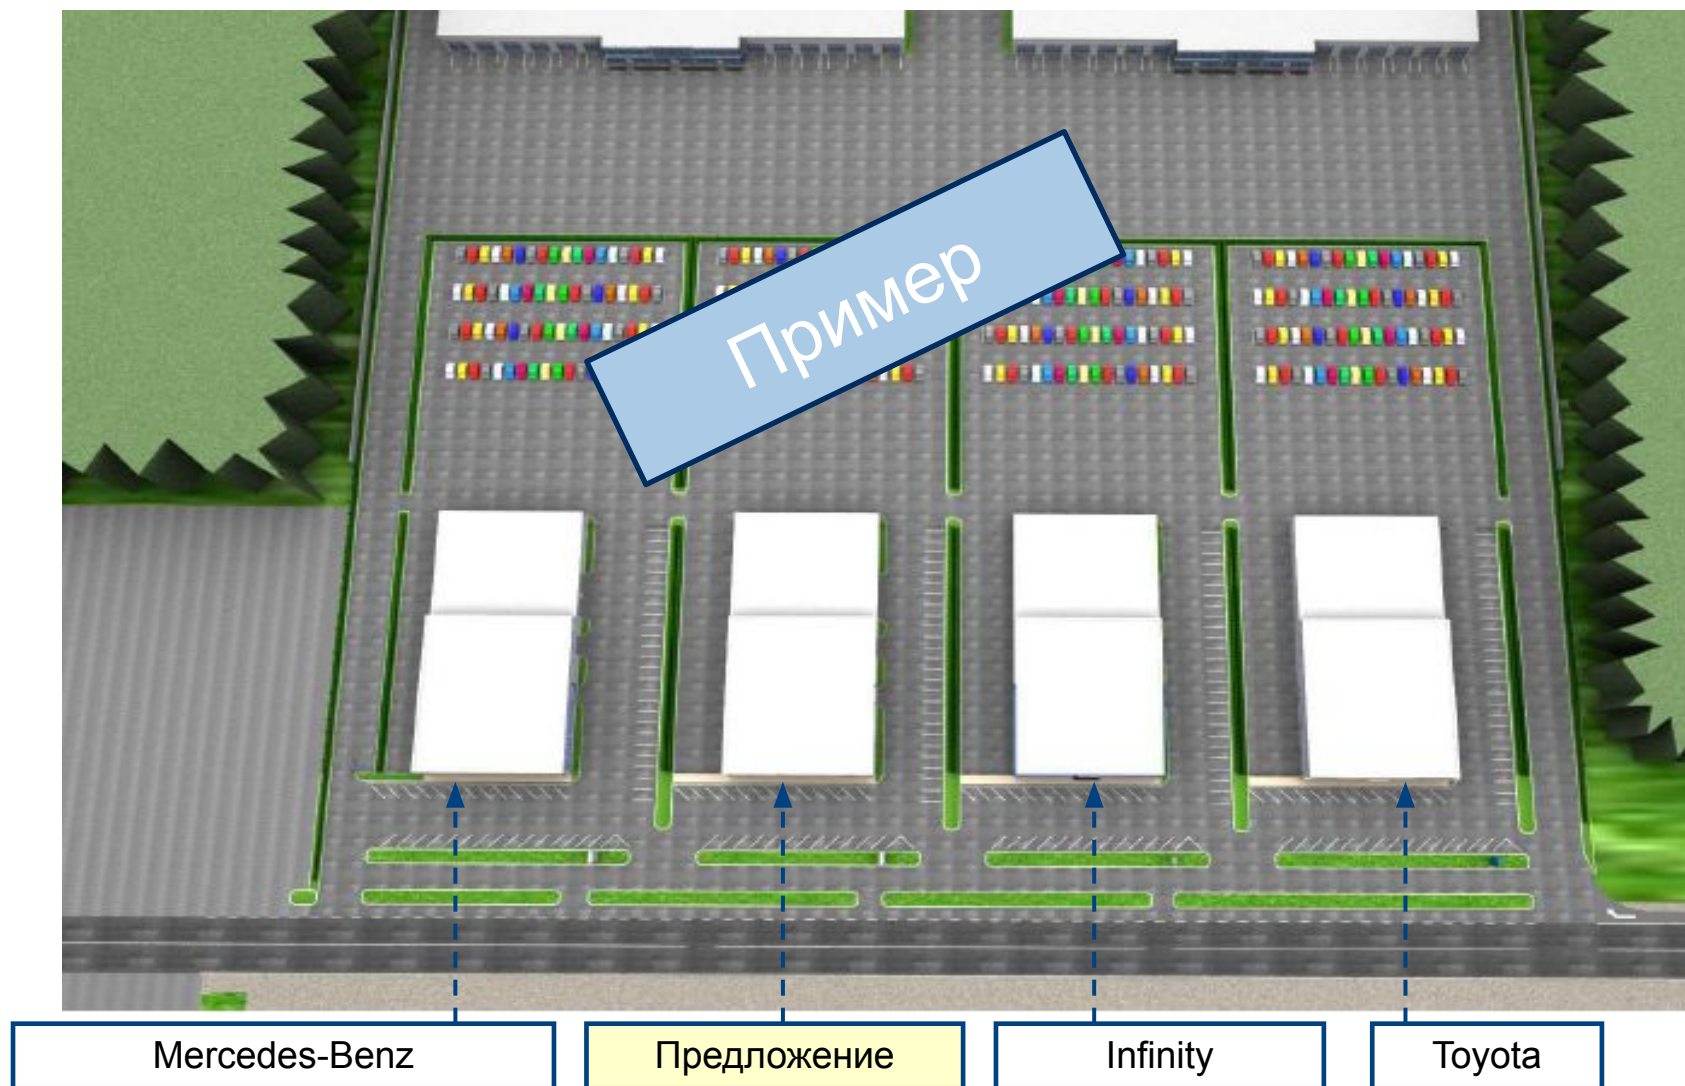 Пример
Mercedes-Benz
Предложение
Infinity
Toyota